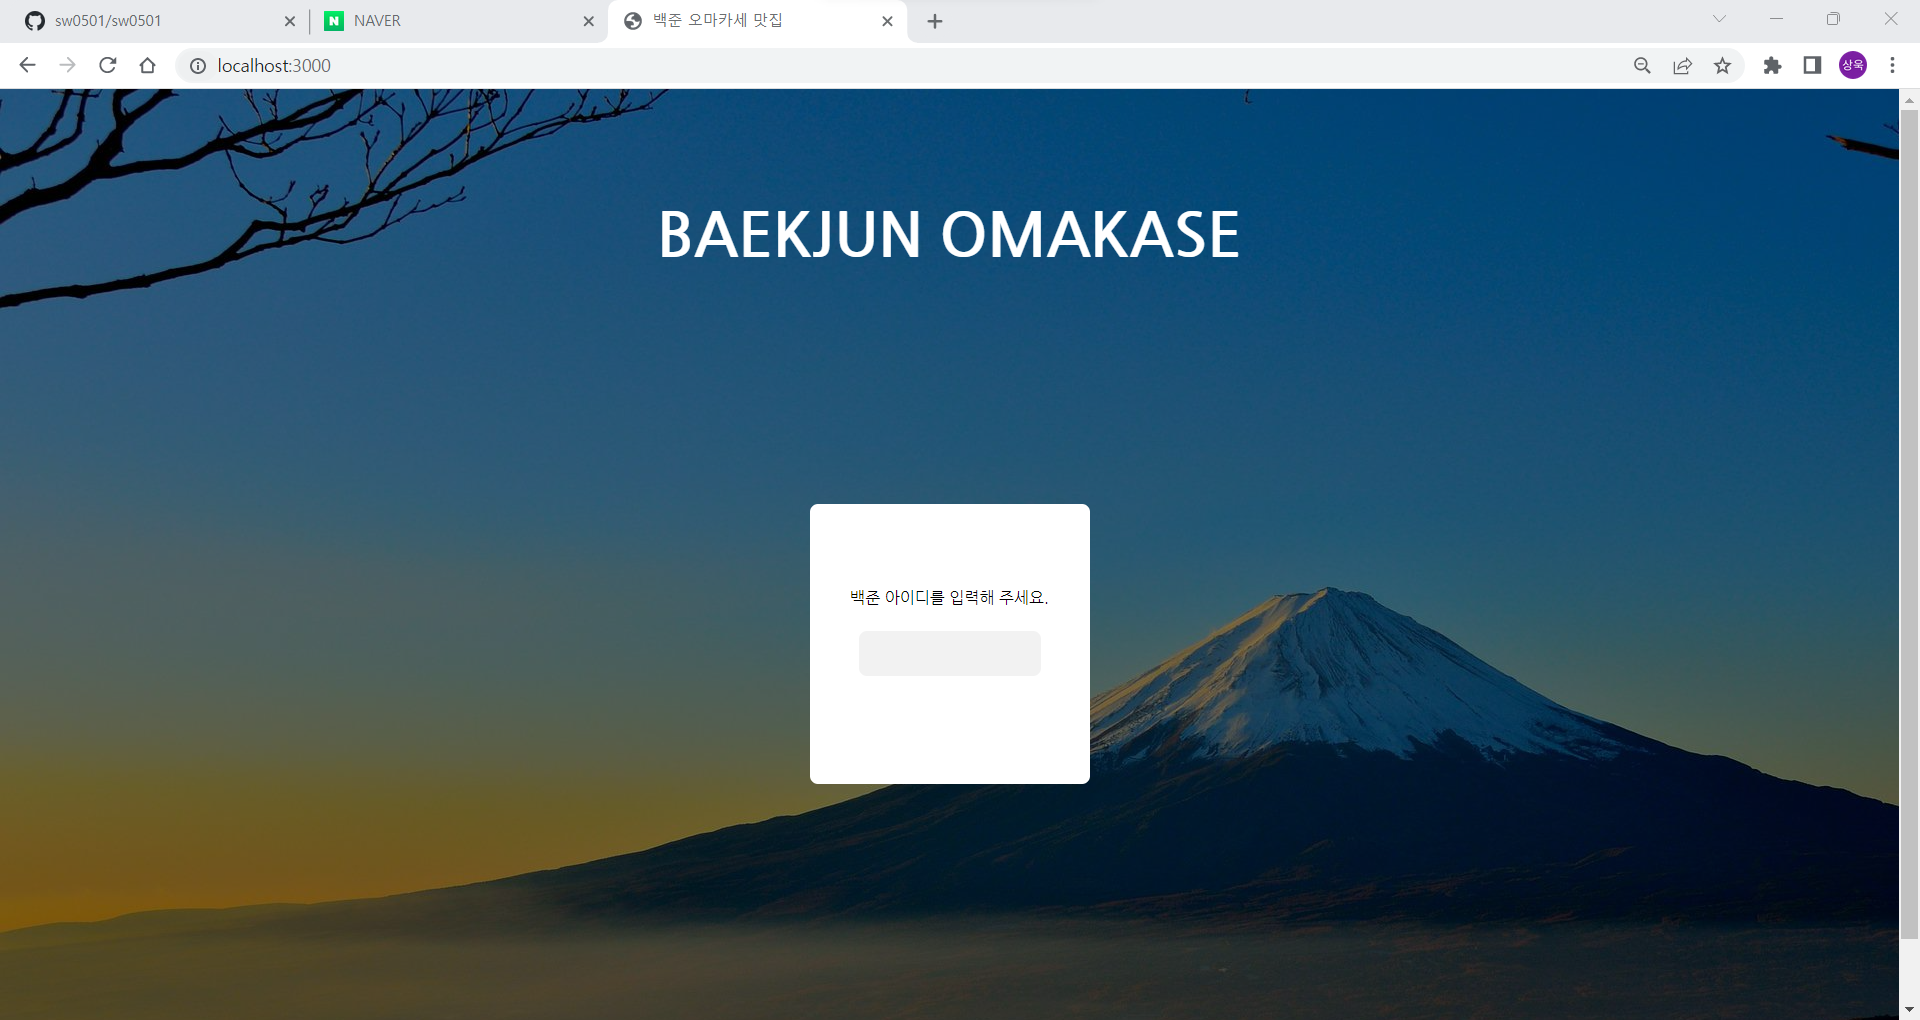 sw0501/sw0501
NAVER
백준 오마카세 맛집
localhost:3000
상욱
BAEKJUN OMAKASE
백준 아이디를 입력해 주세요.